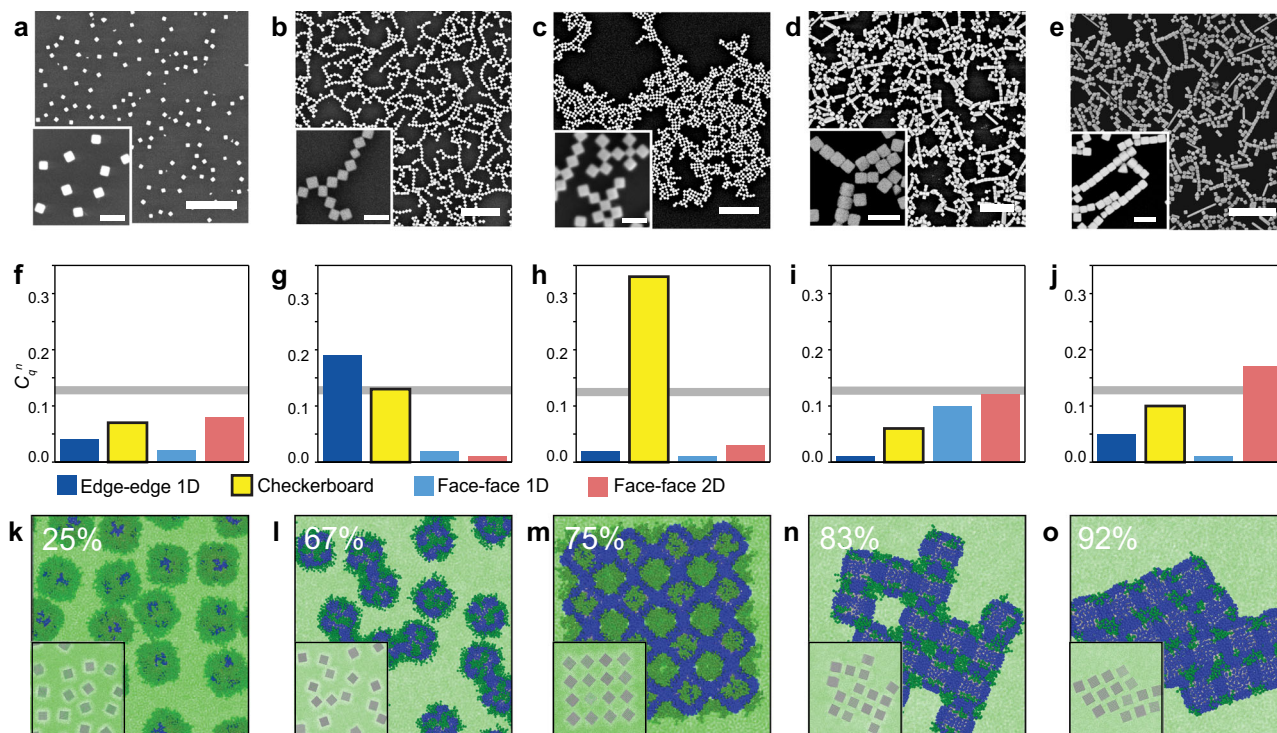 a b c d e
f g h i j
0.3 0.3 0.3 0.3 0.3
0.2 0.2 0.2 0.2 0.2
C_q^n
0.1 0.1 0.1 0.1 0.1
0.0 0.0 0.0 0.0 0.0
Edge-edge 1D Checkerboard Face-face 1D Face-face 2D
k 25% l 67% m 75% n 83% o 92%